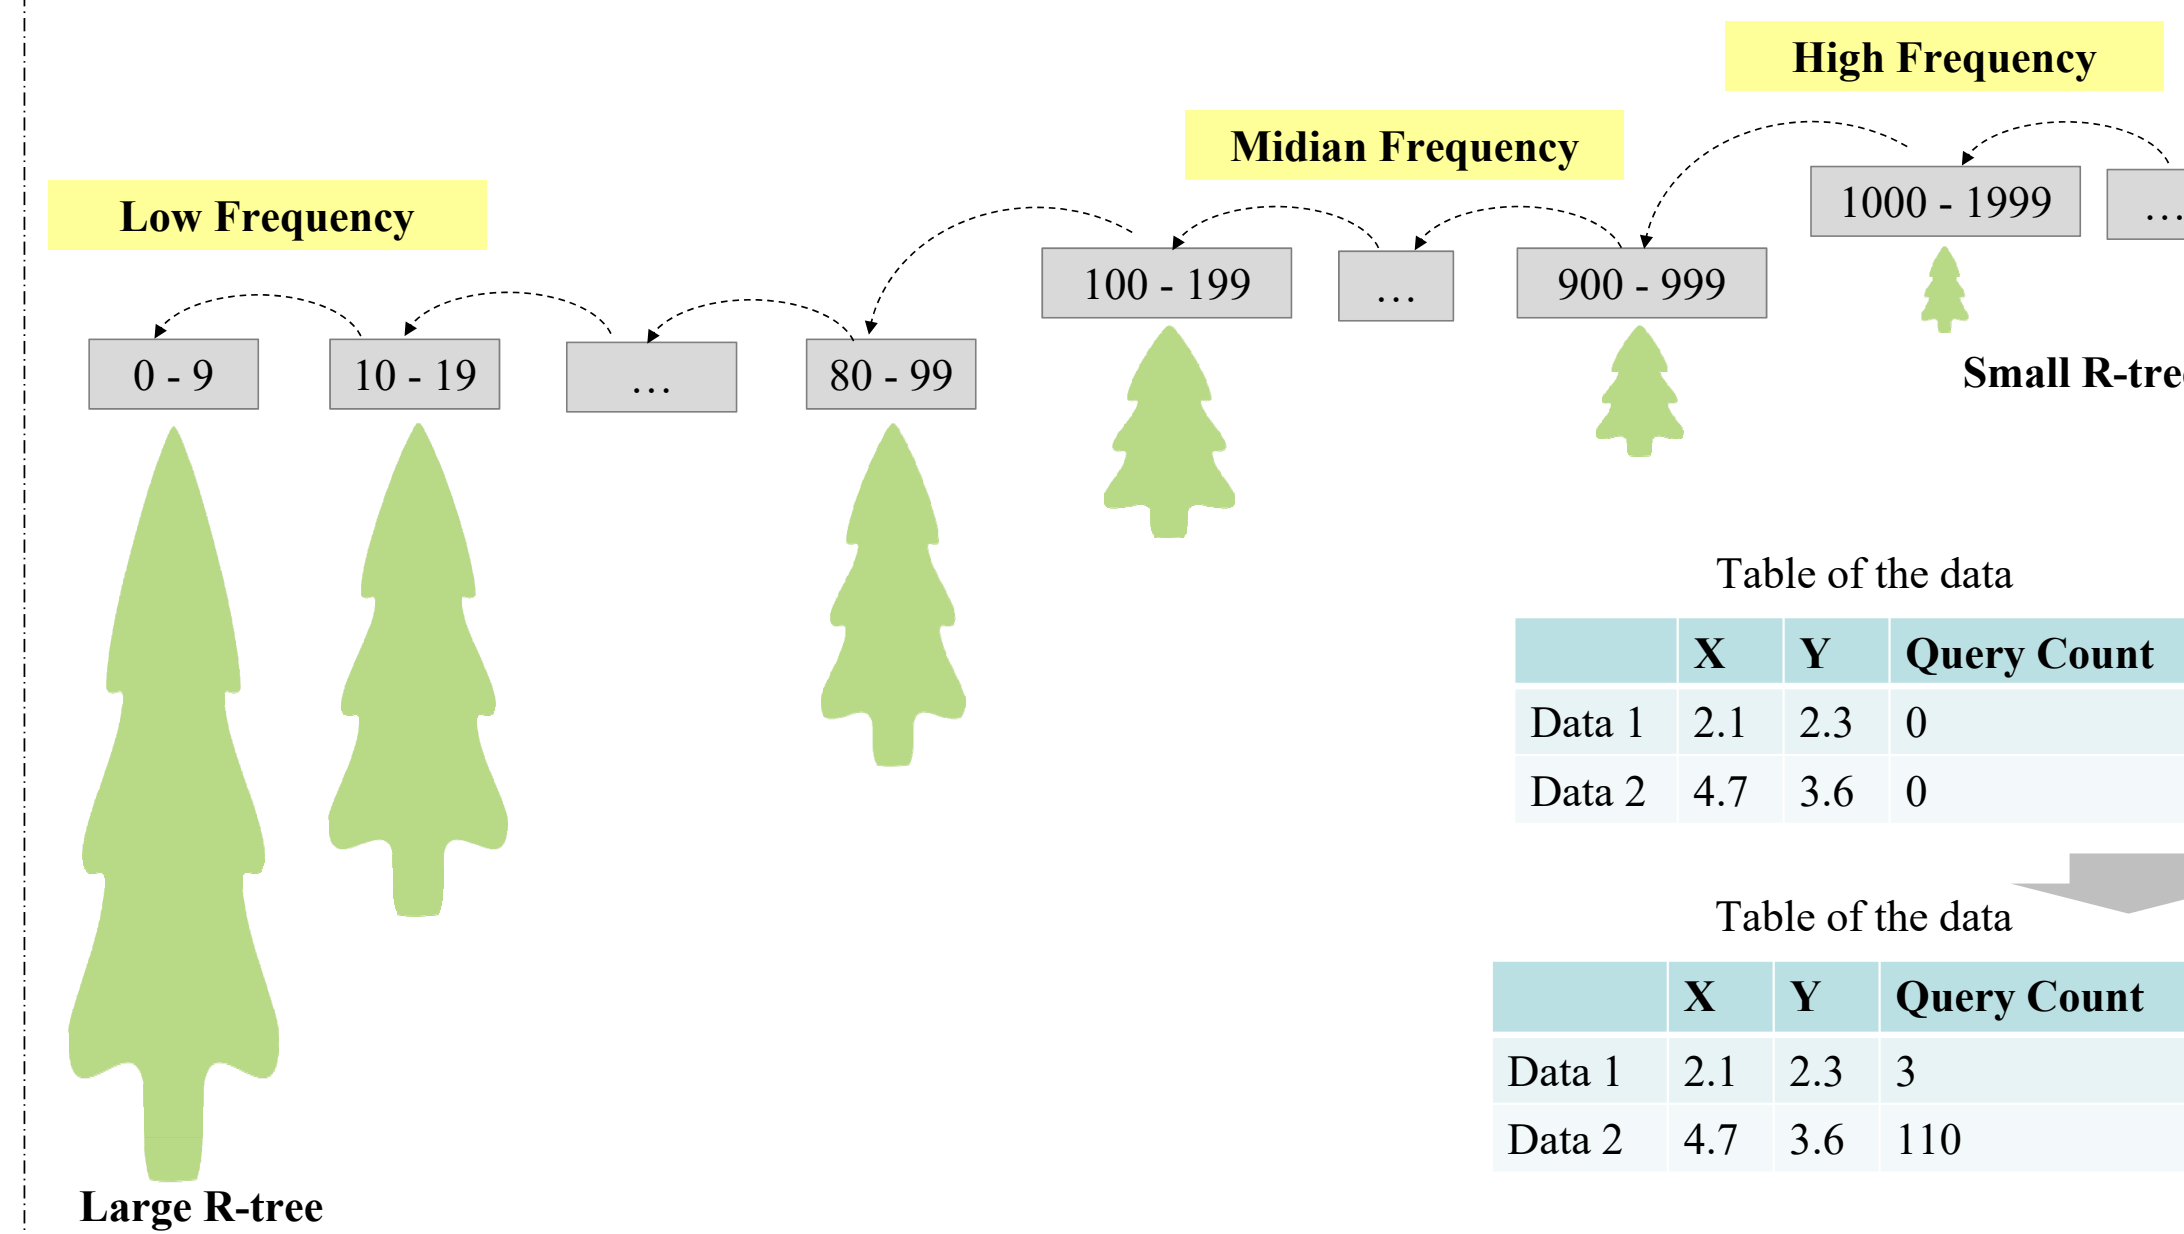 High Frequency
Midian Frequency
Low Frequency
1000 - 1999
…
100 - 199
…
900 - 999
0 - 9
10 - 19
…
80 - 99
Small R-tree
Table of the data
X Y Query Count
Data 1 2.1 2.3 0
Data 2 4.7 3.6 0
Table of the data
X Y Query Count
Data 1 2.1 2.3 3
Data 2 4.7 3.6 110
Large R-tree